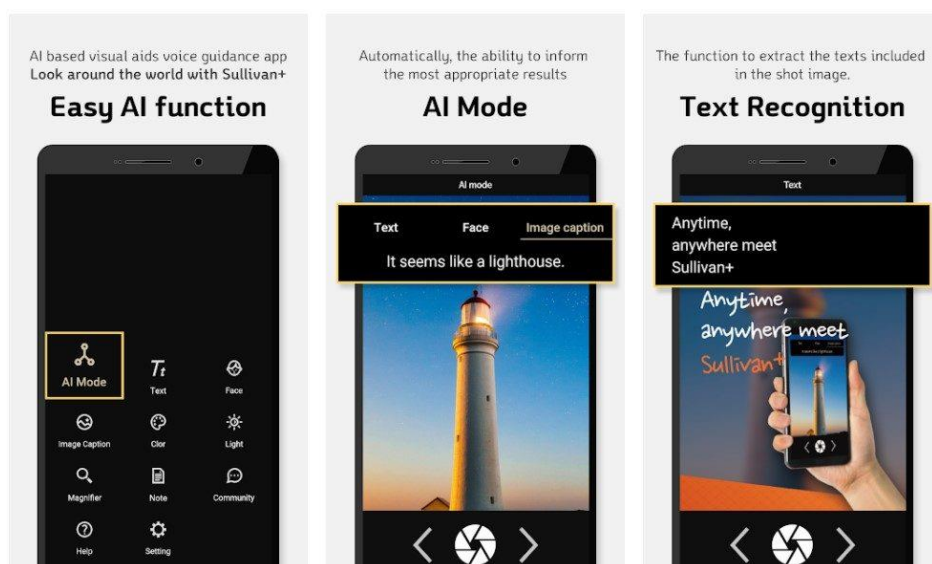 AI based visual aids voice guidance app
Look around the world with Sullivan+
Easy AI function
AI Mode
Text
Face
Image Caption
Clor
Light
Magnifier
Note
Community
Help
Setting
Automatically, the ability to inform
the most appropriate results
AI Mode
AI mode
Text Face Image caption
It seems like a lighthouse.
The function to extract the texts included
in the shot image.
Text Recognition
Text
Anytime,
anywhere meet
Sullivan+
Anytime,
anywhere meet
Sullivan+